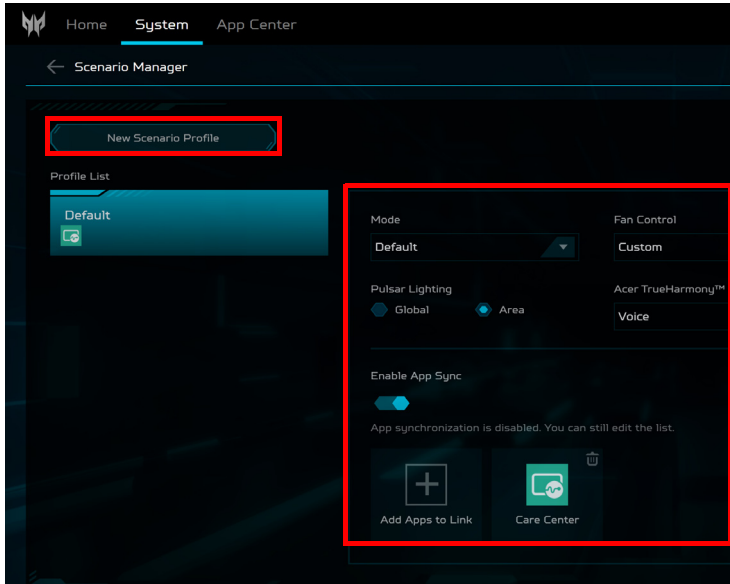 Home System App Center
Scenario Manager
New Scenario Profile
Profile List
Default
Mode Fan Control
Default Custom
Pulsar Lighting Acer TrueHarmony™
Global Area Voice
Enable App Sync
App synchronization is disabled. You can still edit the list.
Add Apps to Link Care Center